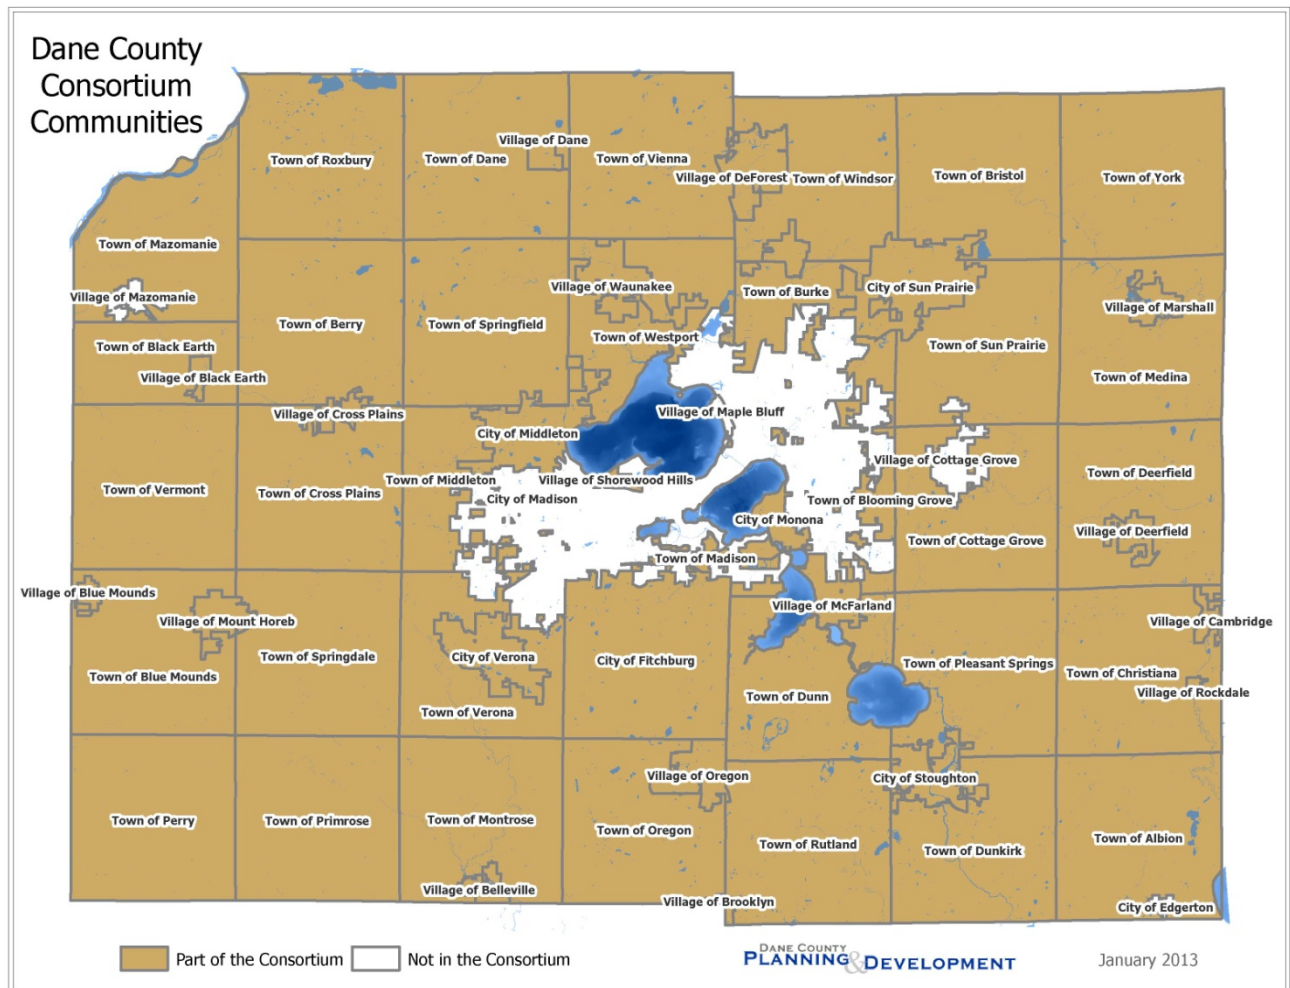 Dane County
Consortium
Communities
Village of Dane
Town of Roxbury
Town of Dane
Town of Vienna
Village of DeForest
Town of Windsor
Town of Bristol
Town of York
Town of Mazomanie
Village of Mazomanie
Village of Waunakee
Town of Burke
City of Sun Prairie
Village of Marshall
Town of Berry
Town of Springfield
Town of Westport
Town of Black Earth
Town of Sun Prairie
Village of Black Earth
Town of Medina
Village of Cross Plains
Village of Maple Bluff
City of Middleton
Village of Cottage Grove
Town of Vermont
Town of Cross Plains
Town of Middleton
Village of Shorewood Hills
Town of Deerfield
City of Madison
Town of Blooming Grove
City of Monona
Village of Deerfield
Town of Cottage Grove
Town of Madison
Village of Blue Mounds
Village of McFarland
Village of Mount Horeb
Village of Cambridge
Town of Springdale
City of Verona
City of Fitchburg
Town of Pleasant Springs
Town of Blue Mounds
Town of Christiana
Village of Rockdale
Town of Dunn
Town of Verona
Village of Oregon
City of Stoughton
Town of Perry
Town of Primrose
Town of Montrose
Town of Oregon
Town of Rutland
Town of Dunkirk
Town of Albion
Village of Belleville
Village of Brooklyn
City of Edgerton
Part of the Consortium
Not in the Consortium
DANE COUNTY
PLANNING & DEVELOPMENT
January 2013